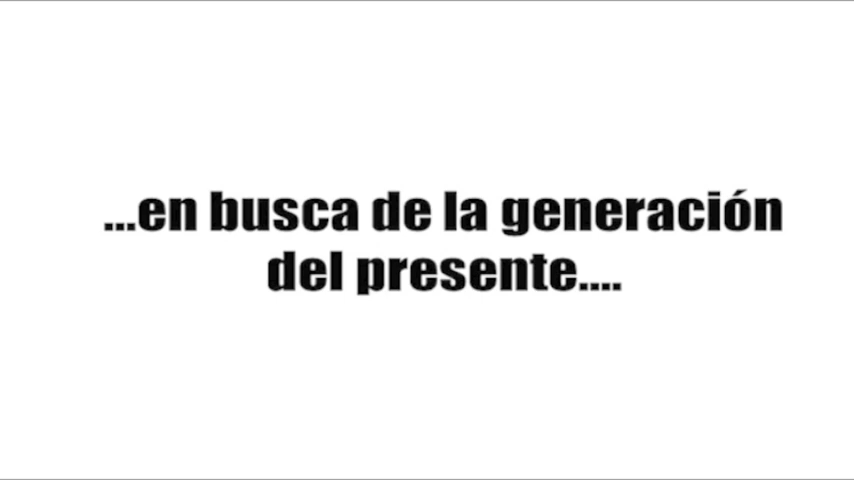 ...en busca de la generación
del presente....